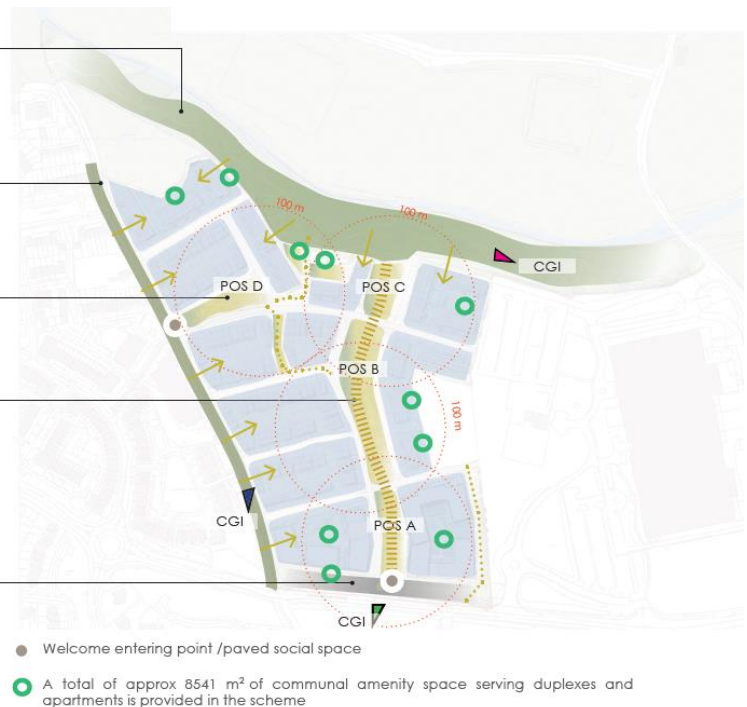 100 m
100 m
CGI
POS D
POS C
POS B
100 m
CGI
POS A
CGI
Welcome entering point /paved social space
A total of approx 8541 m² of communal amenity space serving duplexes and
apartments is provided in the scheme